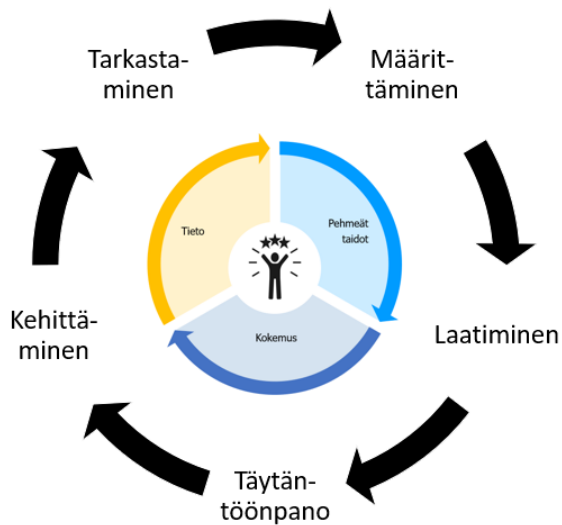 Tarkasta-
minen
Määrit-
täminen
Tieto
Pehmeät
taidot
Kokemus
Kehittä-
minen
Laatiminen
Täytän-
töönpano